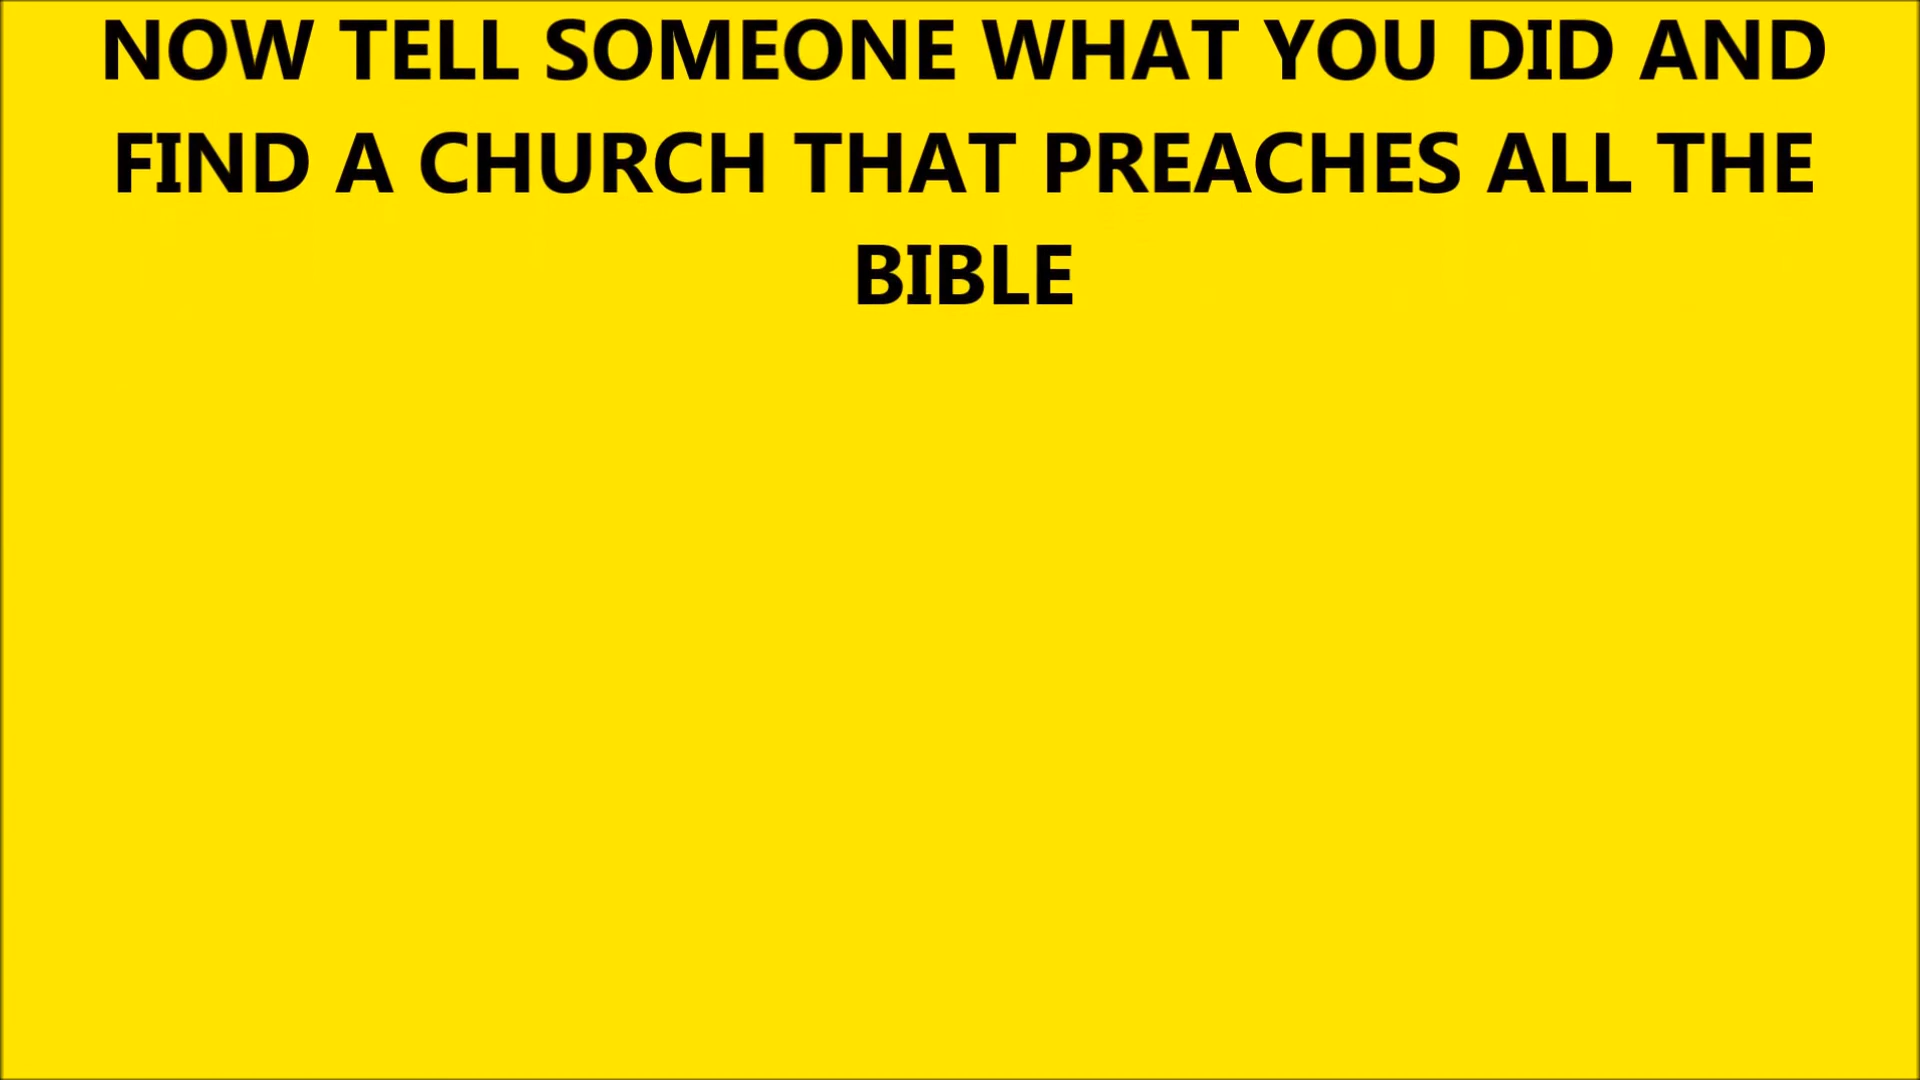 NOW TELL SOMEONE WHAT YOU DID AND
FIND A CHURCH THAT PREACHES ALL THE
BIBLE